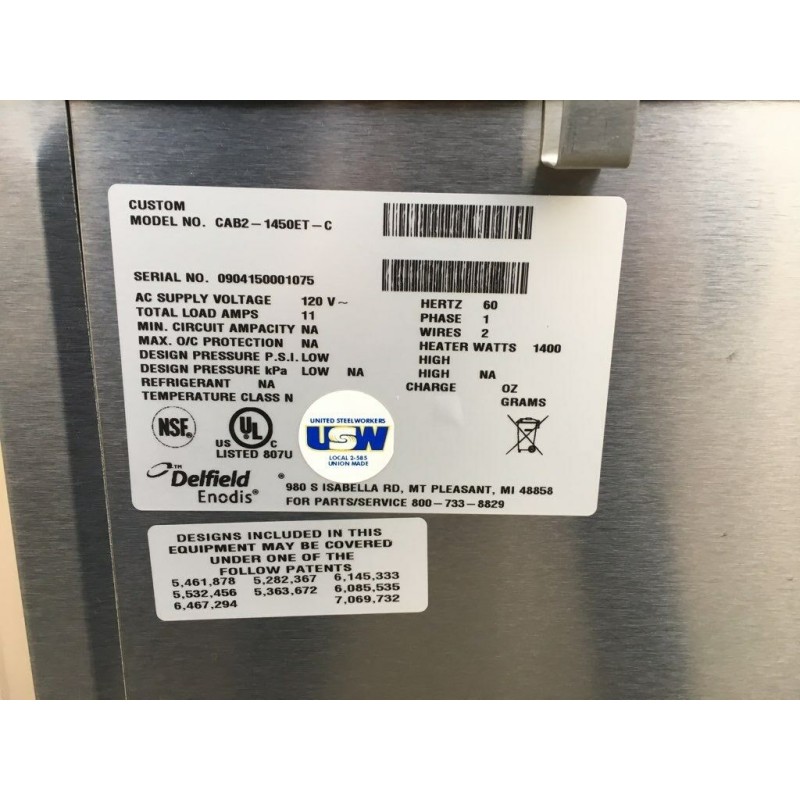 CUSTOM
MODEL NO. CAB2-1450ET-C
SERIAL NO. 0904150001075
AC SUPPLY VOLTAGE 120 V~
TOTAL LOAD AMPS 11
MIN. CIRCUIT AMPACITY NA
MAX. O/C PROTECTION NA
DESIGN PRESSURE P.S.I. LOW
DESIGN PRESSURE kPa LOW NA
REFRIGERANT NA
TEMPERATURE CLASS N
HERTZ 60
PHASE 1
WIRES 2
HEATER WATTS 1400
HIGH
HIGH NA
CHARGE OZ
GRAMS
NSF®
UL ®
US C
LISTED 807U
UNITED STEELWORKERS
USW
LOCAL 2-585
UNION MADE
™
Delfield ®
Enodis®
980 S ISABELLA RD, MT PLEASANT, MI 48858
FOR PARTS/SERVICE 800-733-8829
DESIGNS INCLUDED IN THIS
EQUIPMENT MAY BE COVERED
UNDER ONE OF THE
FOLLOW PATENTS
5,461,878 5,282,367 6,145,333
5,532,456 5,363,672 6,085,535
6,467,294 7,069,732